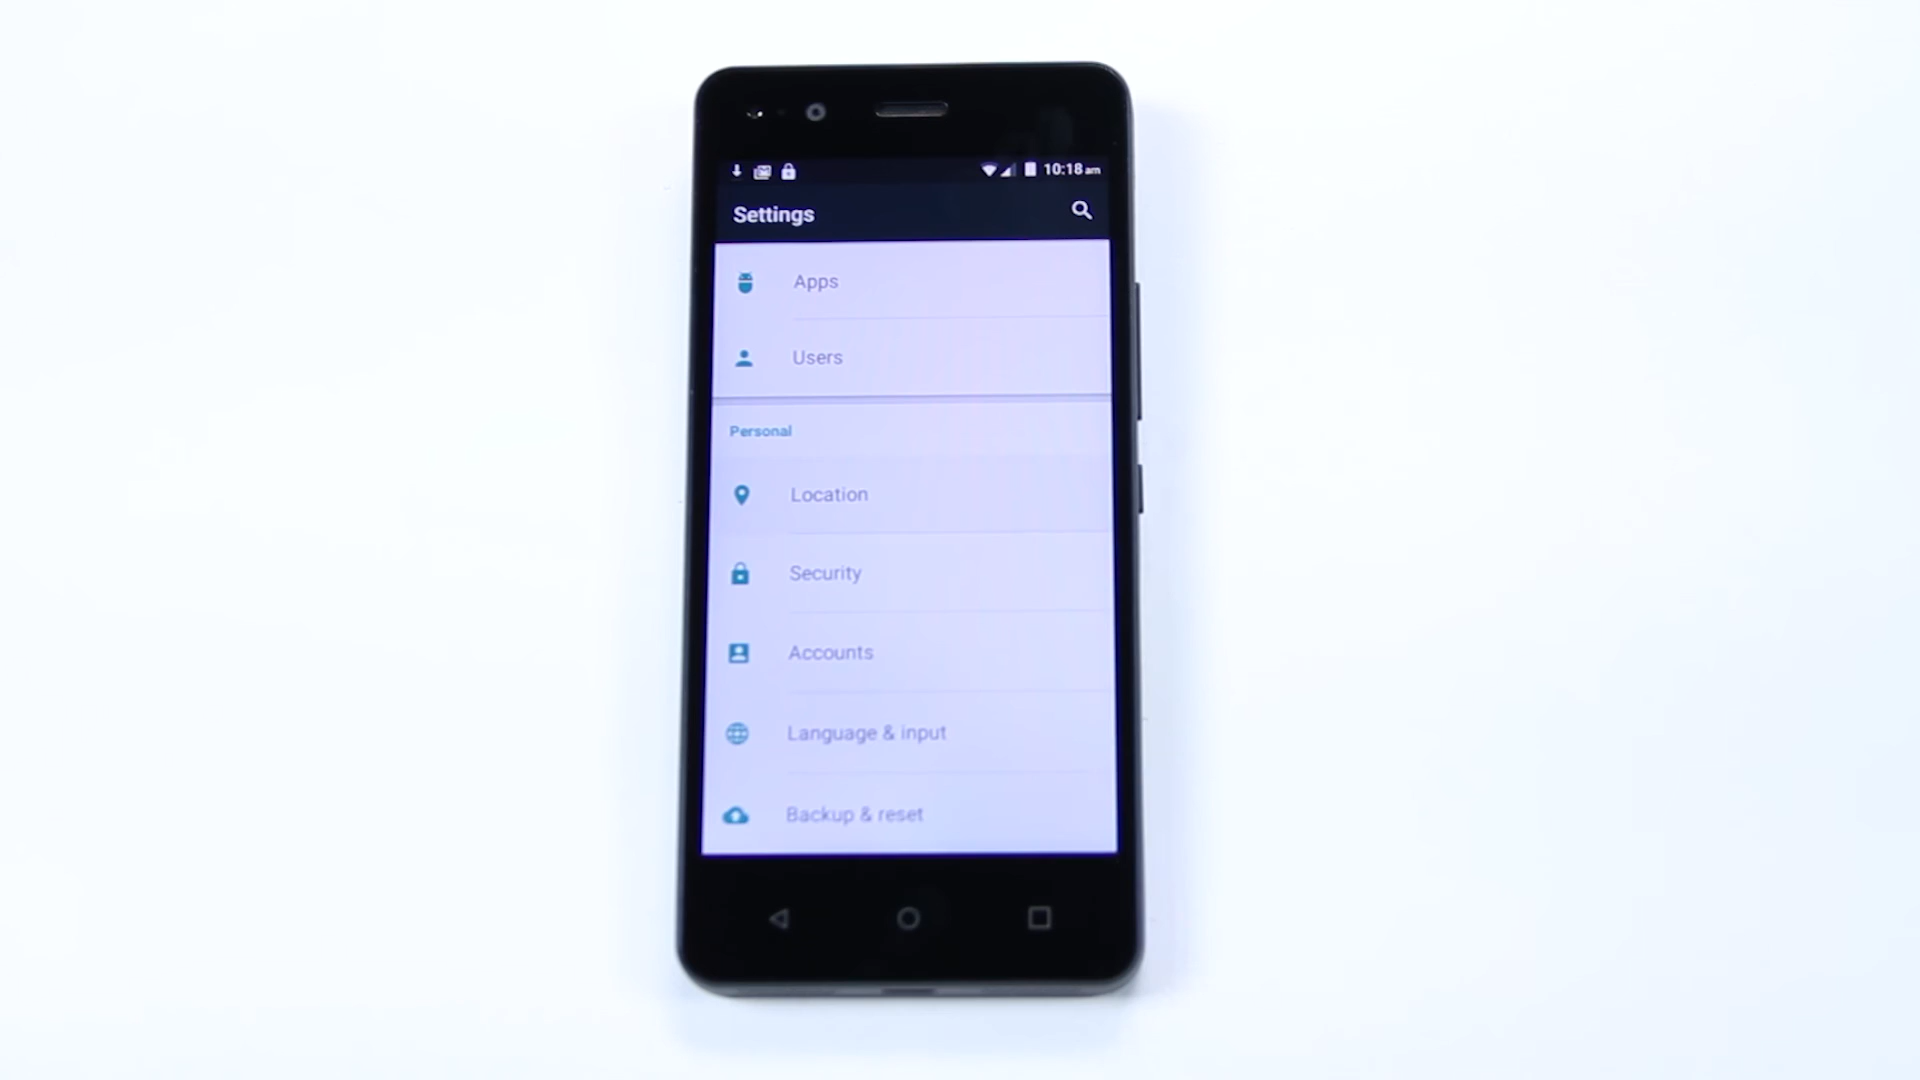 10:18 am
Settings
Apps
Users
Personal
Location
Security
Accounts
Language & input
Backup & reset